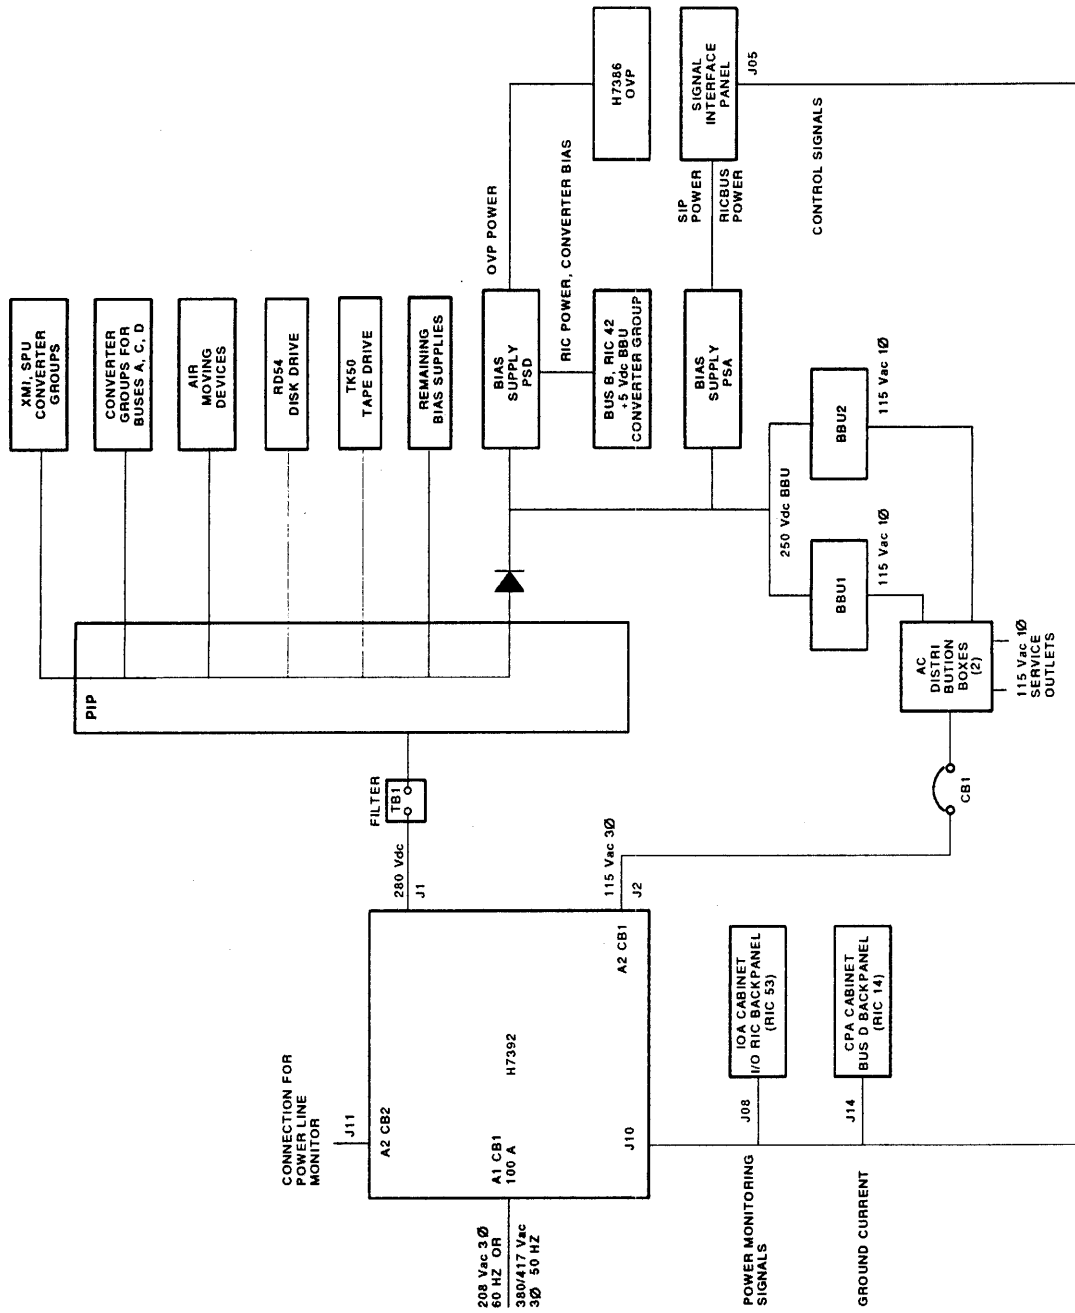 XMI, SPU
CONVERTER
GROUPS
CONVERTER
GROUPS FOR
BUSES A, C, D
AIR
MOVING
DEVICES
RD54
DISK DRIVE
TK50
TAPE DRIVE
REMAINING
BIAS SUPPLIES
BIAS
SUPPLY
PSD
OVP POWER
RIC POWER, CONVERTER BIAS
H7386
OVP
BUS B, RIC 42
+5 Vdc BBU
CONVERTER GROUP
BIAS
SUPPLY
PSA
SIP
POWER
RICBUS
POWER
SIGNAL
INTERFACE
PANEL
J05
CONTROL SIGNALS
PIP
FILTER
TB1
280 Vdc
J1
250 Vdc BBU
BBU1
BBU2
115 Vac 1Ø
115 Vac 1Ø
AC
DISTRI
BUTION
BOXES
(2)
115 Vac 1Ø
SERVICE
OUTLETS
CB1
115 Vac 3Ø
J2
A2 CB1
CONNECTION FOR
POWER LINE
MONITOR
J11
A2 CB2
H7392
A1 CB1
100 A
J10
208 Vac 3Ø
60 HZ OR
380/417 Vac
3Ø 50 HZ
IOA CABINET
I/O RIC BACKPANEL
(RIC 53)
J08
POWER MONITORING
SIGNALS
CPA CABINET
BUS D BACKPANEL
(RIC 14)
J14
GROUND CURRENT